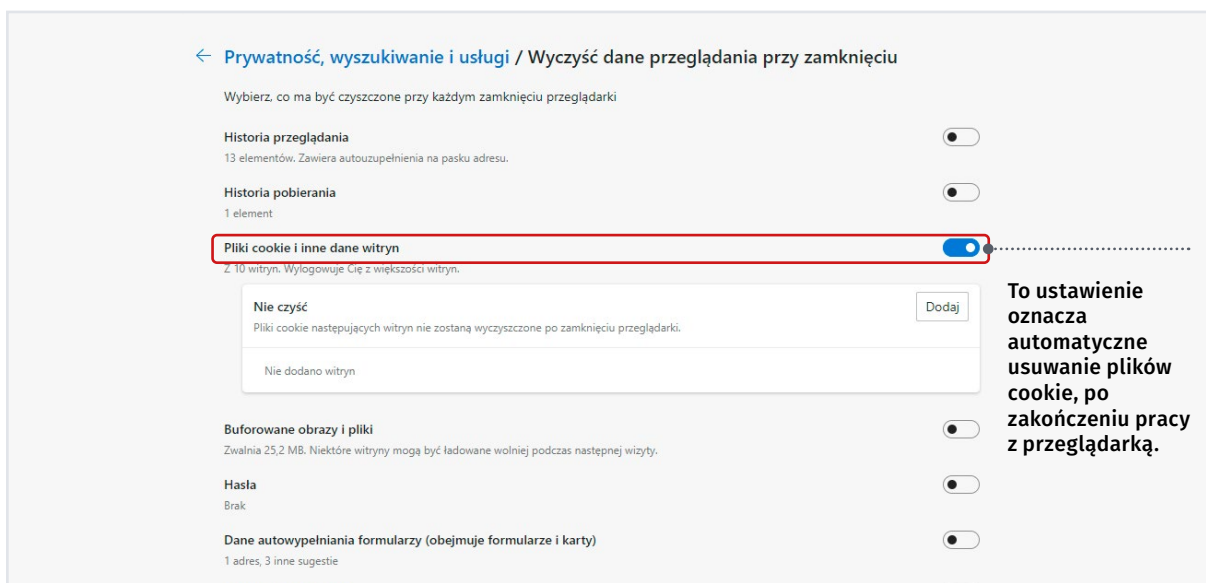 Prywatność, wyszukiwanie i usługi / Wyczyść dane przeglądania przy zamknięciu
Wybierz, co ma być czyszczone przy każdym zamknięciu przeglądarki
Historia przeglądania
13 elementów. Zawiera autouzupełnienia na pasku adresu.
Historia pobierania
1 element
Pliki cookie i inne dane witryn
Z 10 witryn. Wylogowuje Cię z większości witryn.
Nie czyść
Dodaj
Pliki cookie następujących witryn nie zostaną wyczyszczone po zamknięciu przeglądarki.
Nie dodano witryn
To ustawienie
oznacza
automatyczne
usuwanie plików
cookie, po
zakończeniu pracy
z przeglądarką.
Buforowane obrazy i pliki
Zwalnia 25,2 MB. Niektóre witryny mogą być ładowane wolniej podczas następnej wizyty.
Hasła
Brak
Dane autowypełniania formularzy (obejmuje formularze i karty)
1 adres, 3 inne sugestie